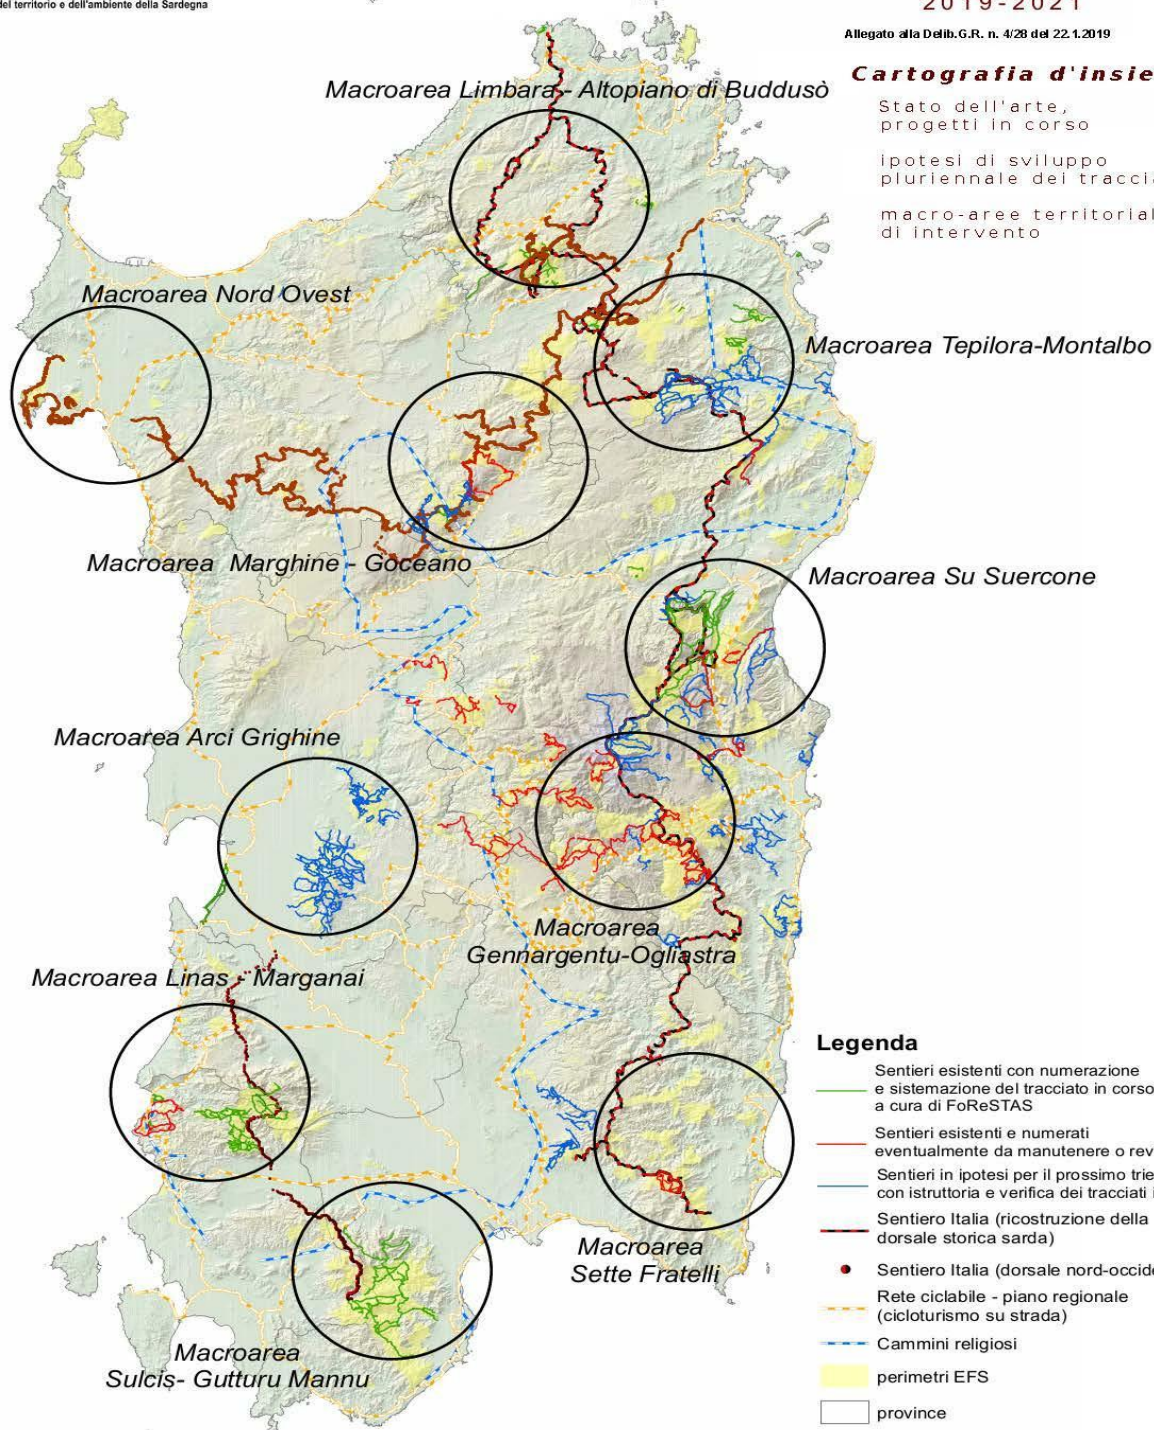 del territorio e dell'ambiente della Sardegna
2019-2021
Allegato alla Delib.G.R. n. 4/28 del 22.1.2019
Cartografia d'insie
Stato dell'arte,
progetti in corso
ipotesi di sviluppo
pluriennale dei traccia
macro-aree territorial
di intervento
Macroarea Limbara - Altopiano di Buddusò
Macroarea Nord Ovest
Macroarea Tepilora-Montalbo
Macroarea Marghine - Goceano
Macroarea Su Suercone
Macroarea Arci Grighine
Macroarea
Gennargentu-Ogliastra
Macroarea Linas - Marganai
Macroarea
Sette Fratelli
Macroarea
Sulcis- Gutturu Mannu
Legenda
Sentieri esistenti con numerazione
e sistemazione del tracciato in corso
a cura di FoReSTAS
Sentieri esistenti e numerati
eventualmente da manutenere o rev
Sentieri in ipotesi per il prossimo trie
con istruttoria e verifica dei tracciati i
Sentiero Italia (ricostruzione della
dorsale storica sarda)
Sentiero Italia (dorsale nord-occide
Rete ciclabile - piano regionale
(cicloturismo su strada)
Cammini religiosi
perimetri EFS
province